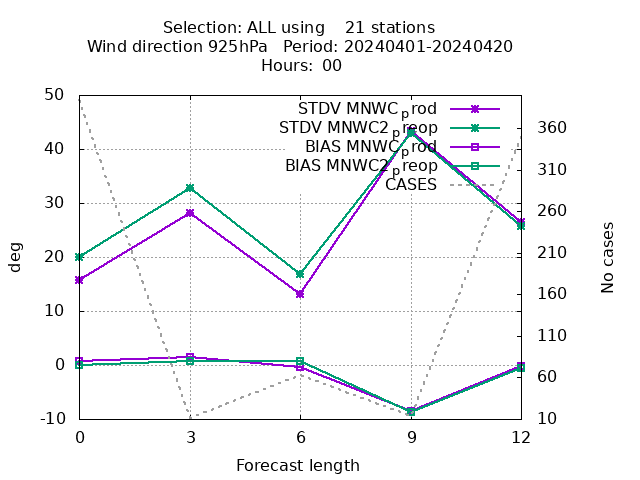 Selection: ALL using 21 stations
Wind direction 925hPa Period: 20240401-20240420
Hours: 00
STDV MNWC_prod
STDV MNWC2_preop
BIAS MNWC_prod
BIAS MNWC2_preop
CASES
50
40
30
20
10
0
-10
deg
360
310
260
210
160
110
60
10
No cases
0 3 6 9 12
Forecast length